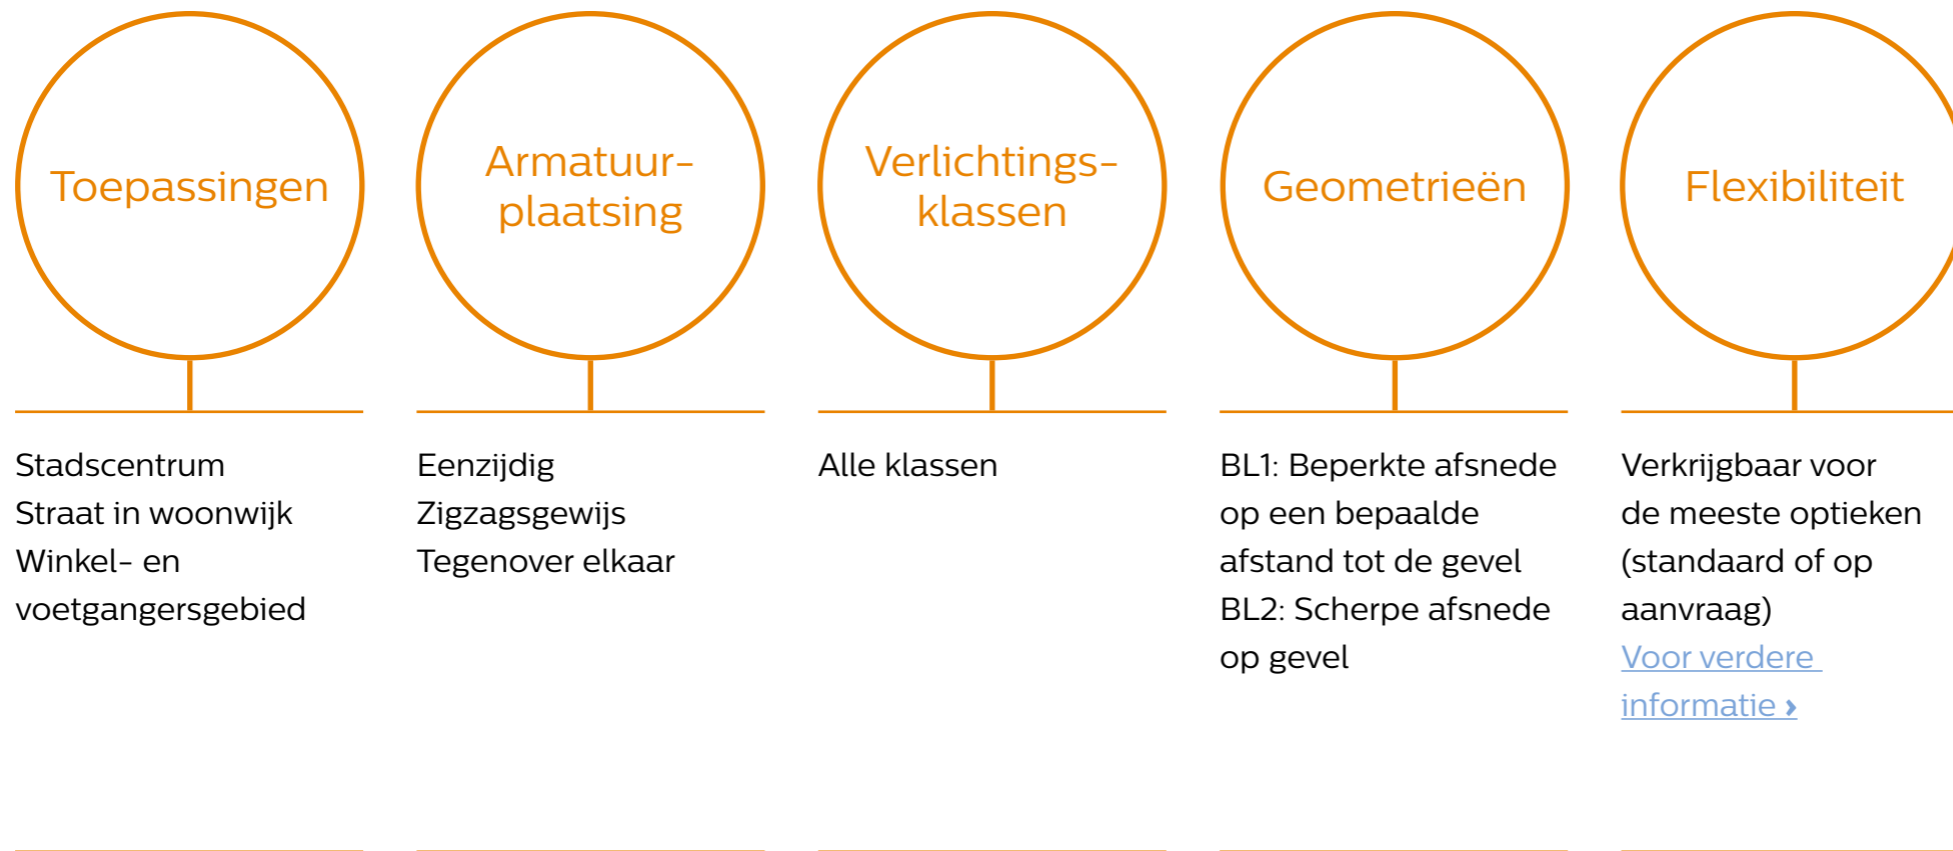 Toepassingen
Armatuur-
plaatsing
Verlichtings-
klassen
Geometrieën
Flexibiliteit
Stadscentrum
Straat in woonwijk
Winkel- en
voetgangersgebied
Eenzijdig
Zigzagsgewijs
Tegenover elkaar
Alle klassen
BL1: Beperkte afsnede
op een bepaalde
afstand tot de gevel
BL2: Scherpe afsnede
op gevel
Verkrijgbaar voor
de meeste optieken
(standaard of op
aanvraag)
Voor verdere
informatie ›